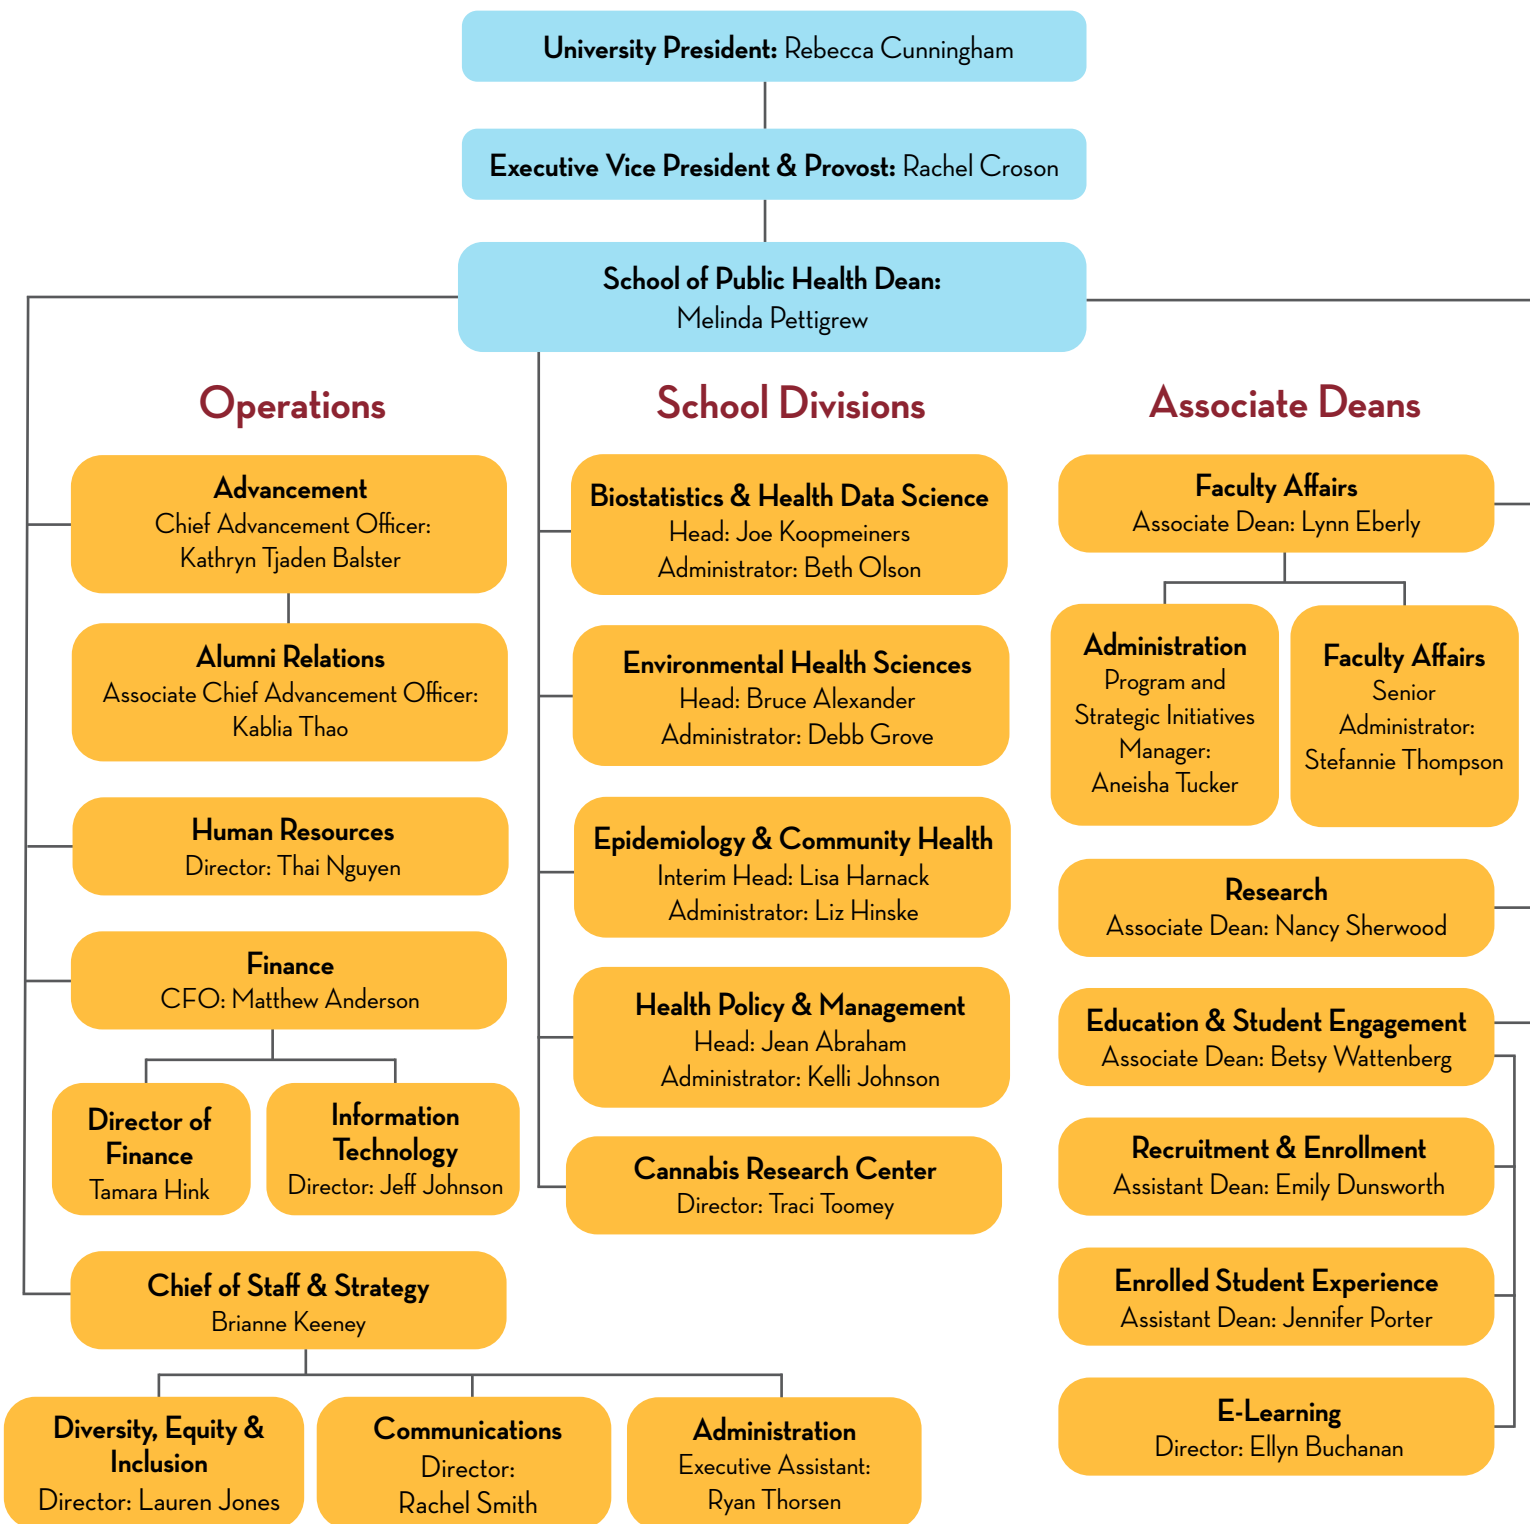 University President: Rebecca Cunningham
Executive Vice President & Provost: Rachel Croson
School of Public Health Dean:
Melinda Pettigrew
Operations
Advancement
Chief Advancement Officer:
Kathryn Tjaden Balster
Alumni Relations
Associate Chief Advancement Officer:
Kablia Thao
Human Resources
Director: Thai Nguyen
Finance
CFO: Matthew Anderson
Director of
Finance
Tamara Hink
Information
Technology
Director: Jeff Johnson
Chief of Staff & Strategy
Brianne Keeney
Diversity, Equity &
Inclusion
Director: Lauren Jones
Communications
Director:
Rachel Smith
Administration
Executive Assistant:
Ryan Thorsen
School Divisions
Biostatistics & Health Data Science
Head: Joe Koopmeiners
Administrator: Beth Olson
Environmental Health Sciences
Head: Bruce Alexander
Administrator: Debb Grove
Epidemiology & Community Health
Interim Head: Lisa Harnack
Administrator: Liz Hinske
Health Policy & Management
Head: Jean Abraham
Administrator: Kelli Johnson
Cannabis Research Center
Director: Traci Toomey
Associate Deans
Faculty Affairs
Associate Dean: Lynn Eberly
Administration
Program and
Strategic Initiatives
Manager:
Aneisha Tucker
Faculty Affairs
Senior
Administrator:
Stefannie Thompson
Research
Associate Dean: Nancy Sherwood
Education & Student Engagement
Associate Dean: Betsy Wattenberg
Recruitment & Enrollment
Assistant Dean: Emily Dunsworth
Enrolled Student Experience
Assistant Dean: Jennifer Porter
E-Learning
Director: Ellyn Buchanan